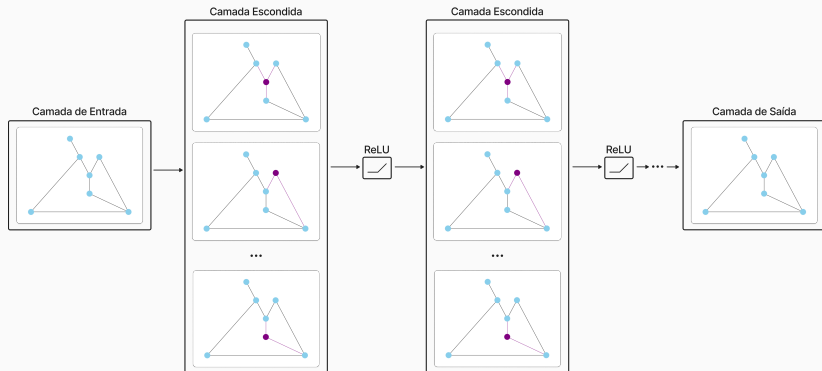 Camada de Entrada
Camada Escondida
...
ReLU
Camada Escondida
...
ReLU
...
Camada de Saída